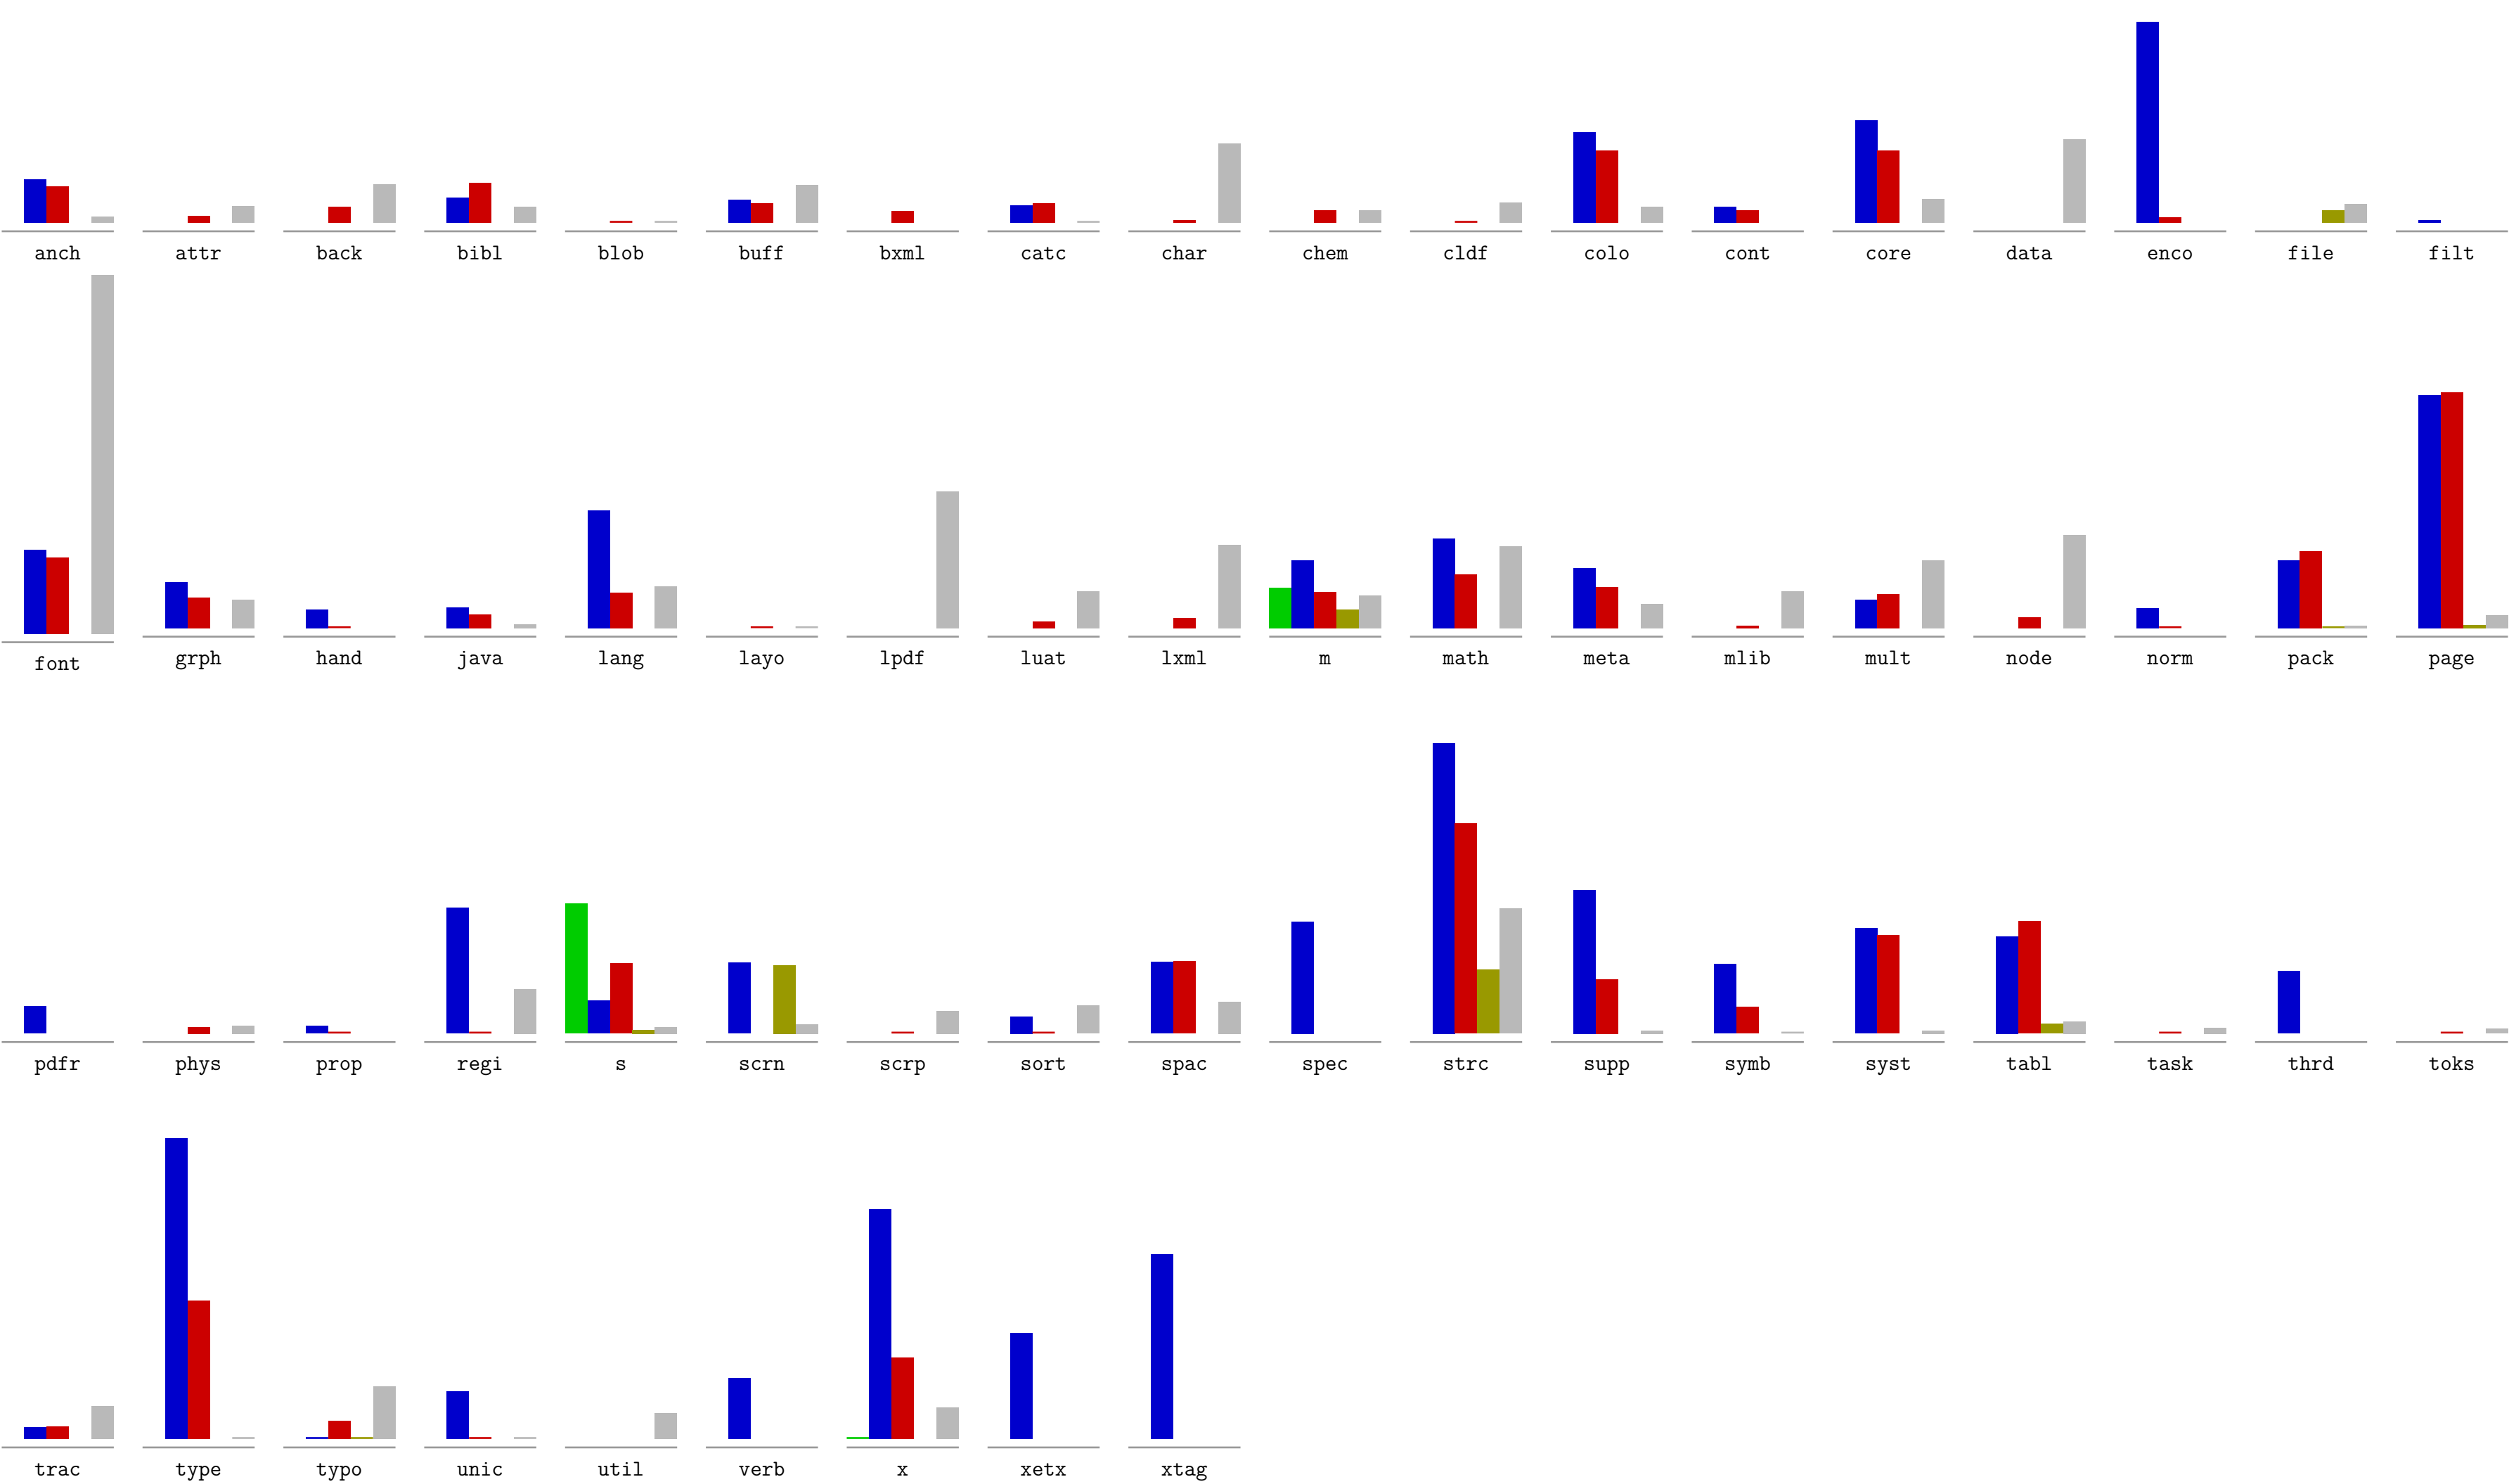 anch attr back bibl blob buff bxml catc char chem cldf colo cont core data enco file filt
font grph hand java lang layo lpdf luat lxml m math meta mlib mult node norm pack page
pdfr phys prop regi s scrn scrp sort spac spec strc supp symb syst tabl task thrd toks
trac type typo unic util verb x xetx xtag